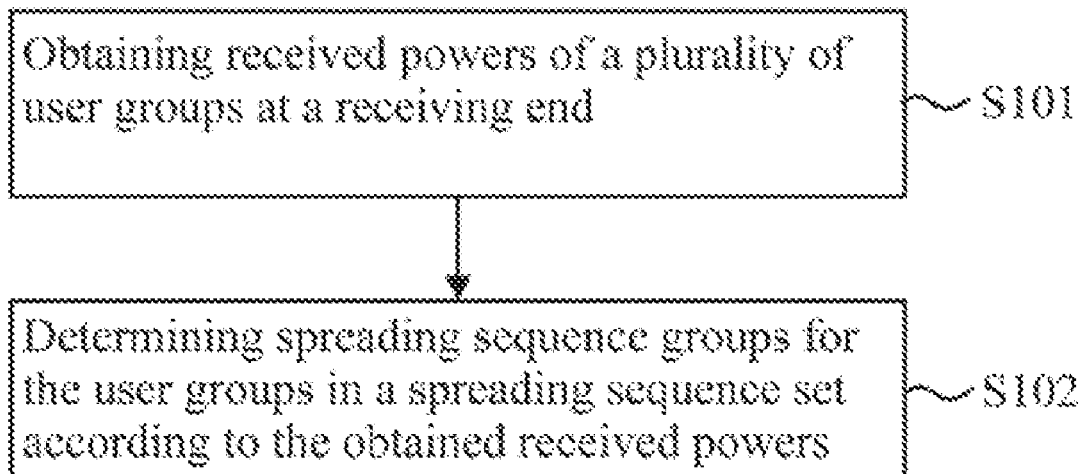 Obtaining received powers of a plurality of
user groups at a receiving end
S101
Determining spreading sequence groups for
the user groups in a spreading sequence set
according to the obtained received powers
S102